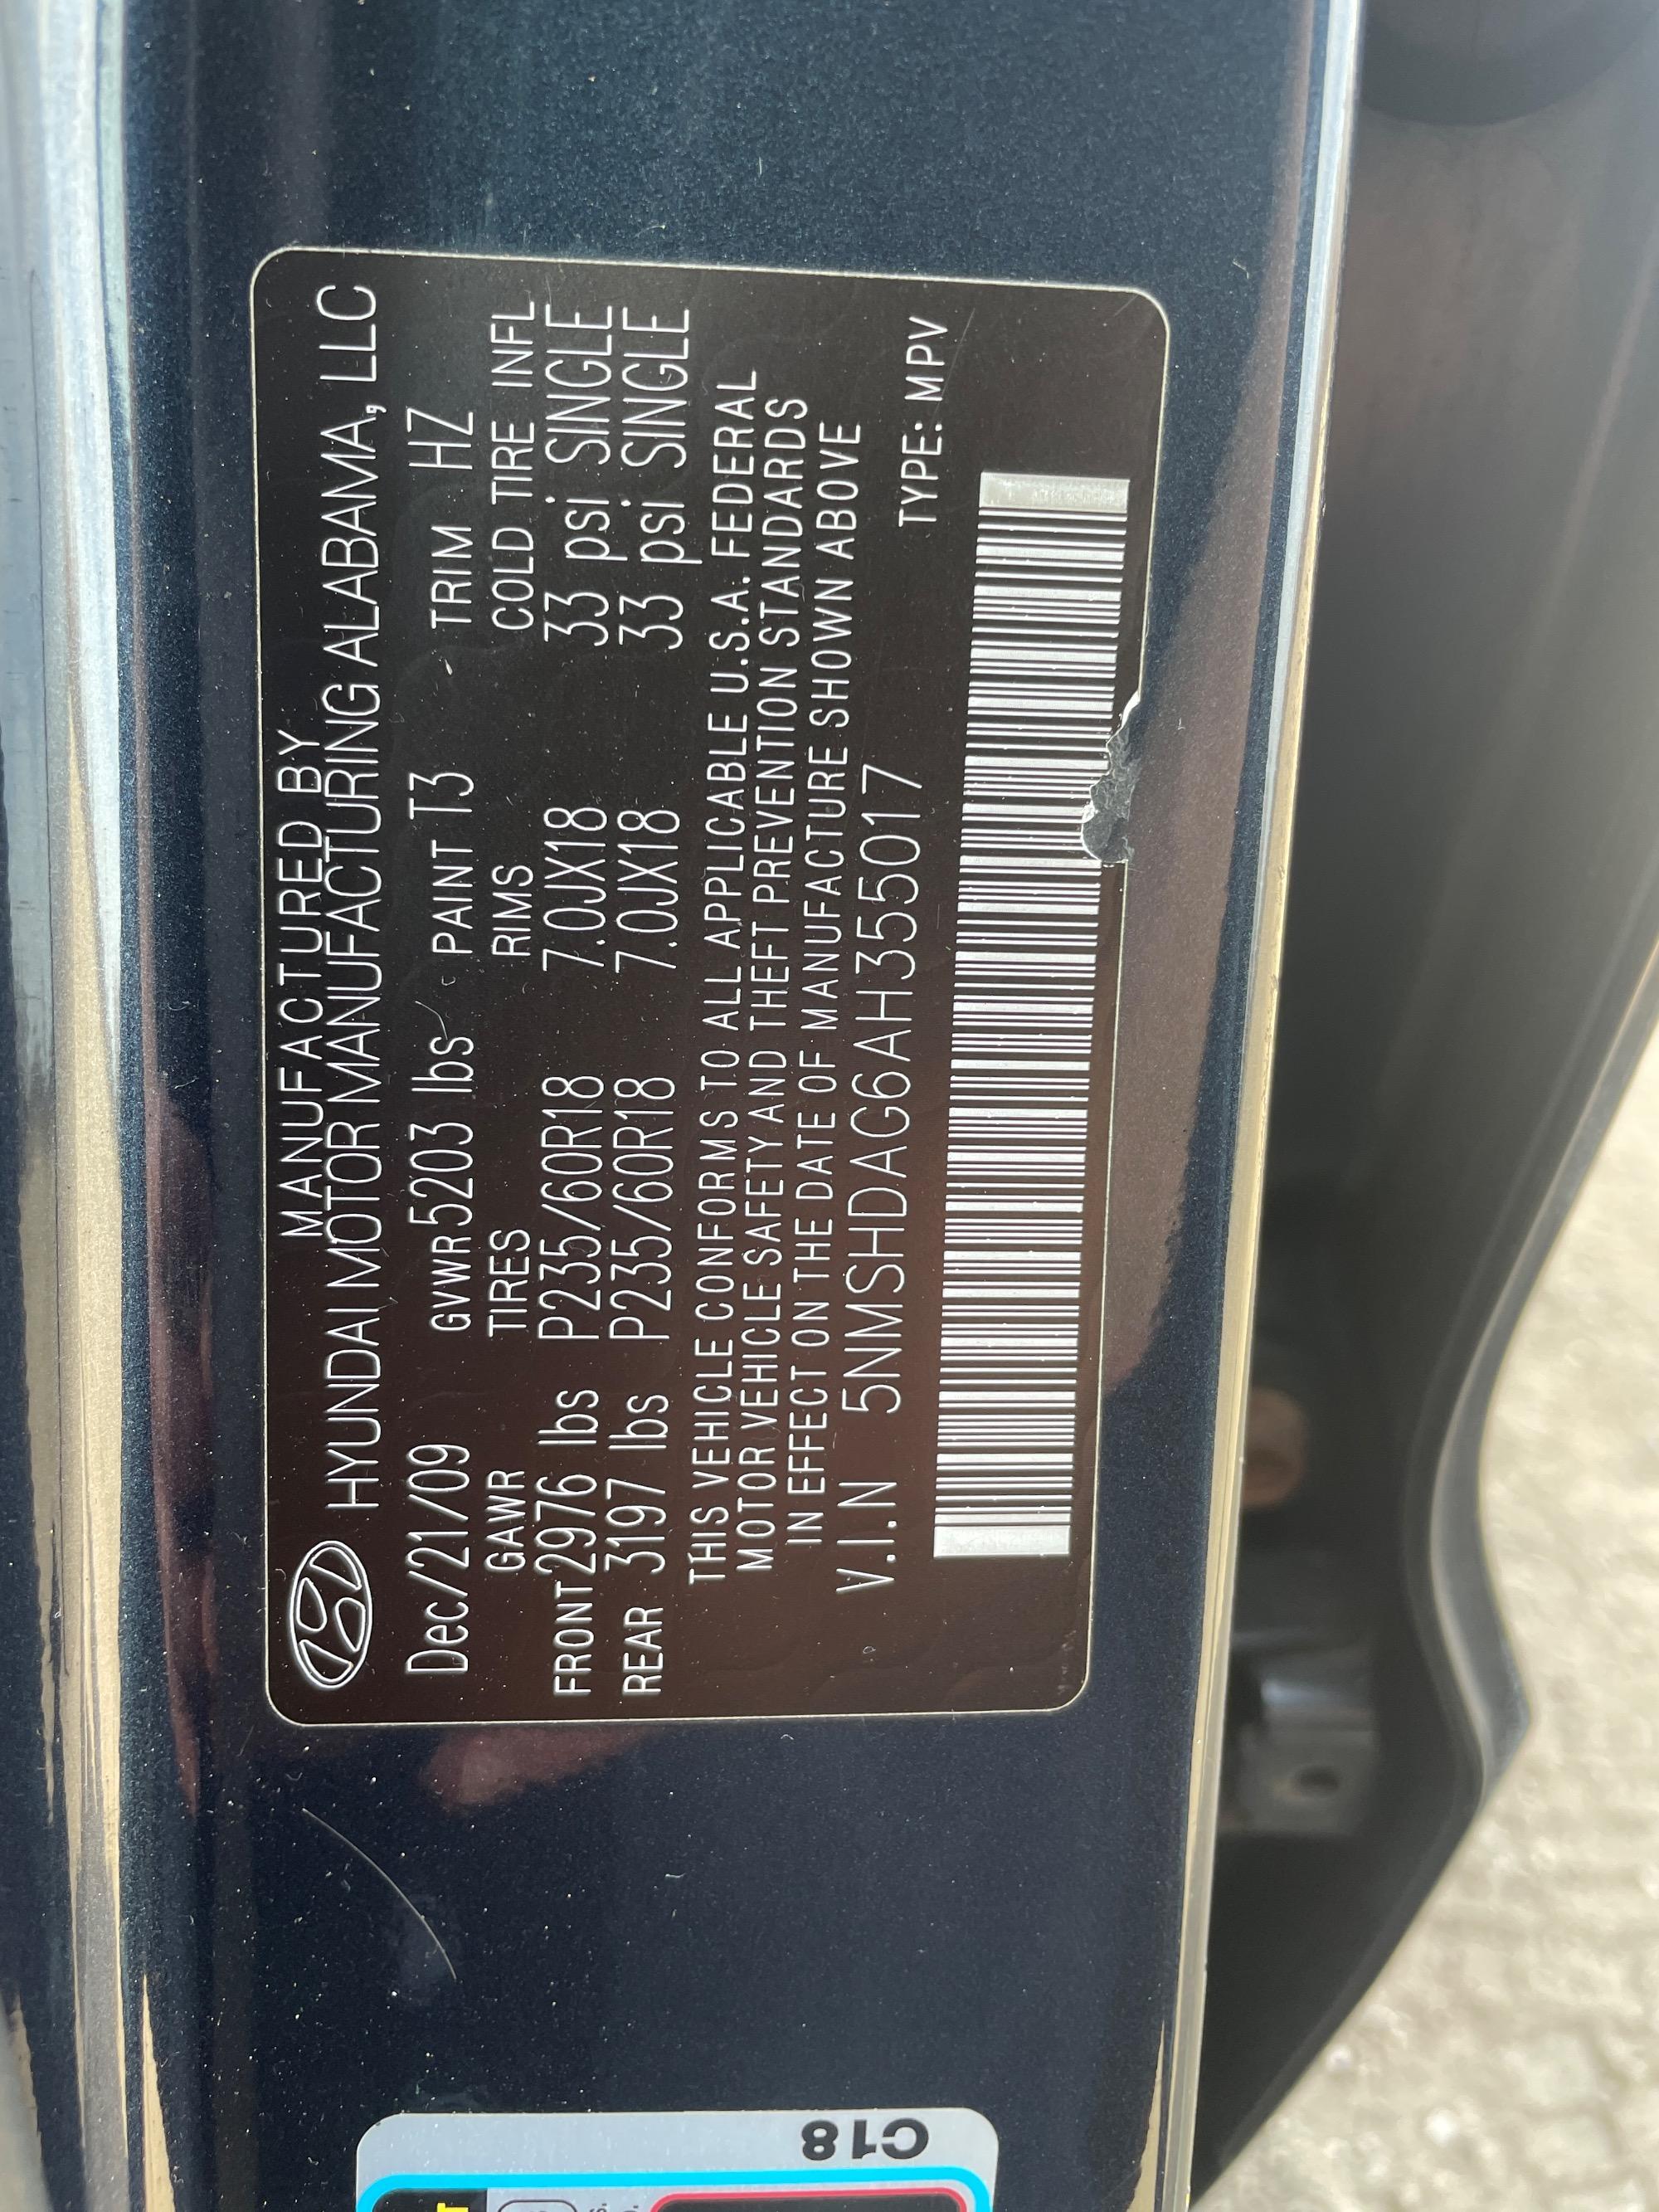 MANUFACTURED BY
HYUNDAI MOTOR MANUFACTURING ALABAMA, LLC
Dec/21/09 GVWR 5203 lbs PAINT T3 TRIM HZ
GAWR TIRES RIMS COLD TIRE INFL
FRONT 2976 lbs P235/60R18 7.0JX18 33 psi SINGLE
REAR 3197 lbs P235/60R18 7.0JX18 33 psi SINGLE
THIS VEHICLE CONFORMS TO ALL APPLICABLE U.S.A. FEDERAL
MOTOR VEHICLE SAFETY AND THEFT PREVENTION STANDARDS
IN EFFECT ON THE DATE OF MANUFACTURE SHOWN ABOVE
V.I.N 5NMSHDAG6AH355017
TYPE: MPV
C18